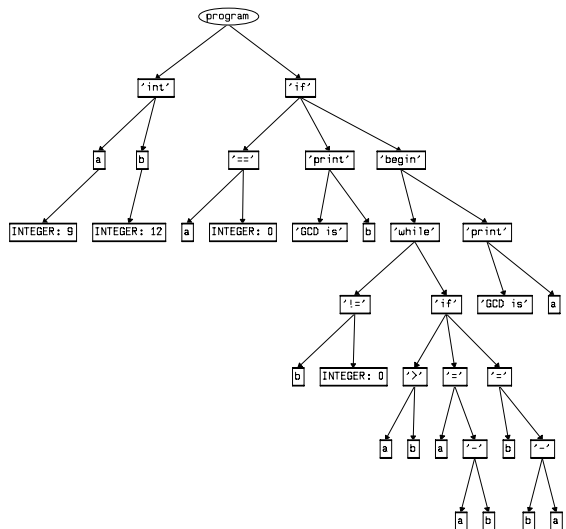 program
'int' 'if'
a b '==' 'print' 'begin'
INTEGER: 9 INTEGER: 12 a INTEGER: 0 'GCD is' b 'while' 'print'
'!=' 'if' 'GCD is' a
b INTEGER: 0 '>' '=' '='
a b a '-' b '-'
a b b a